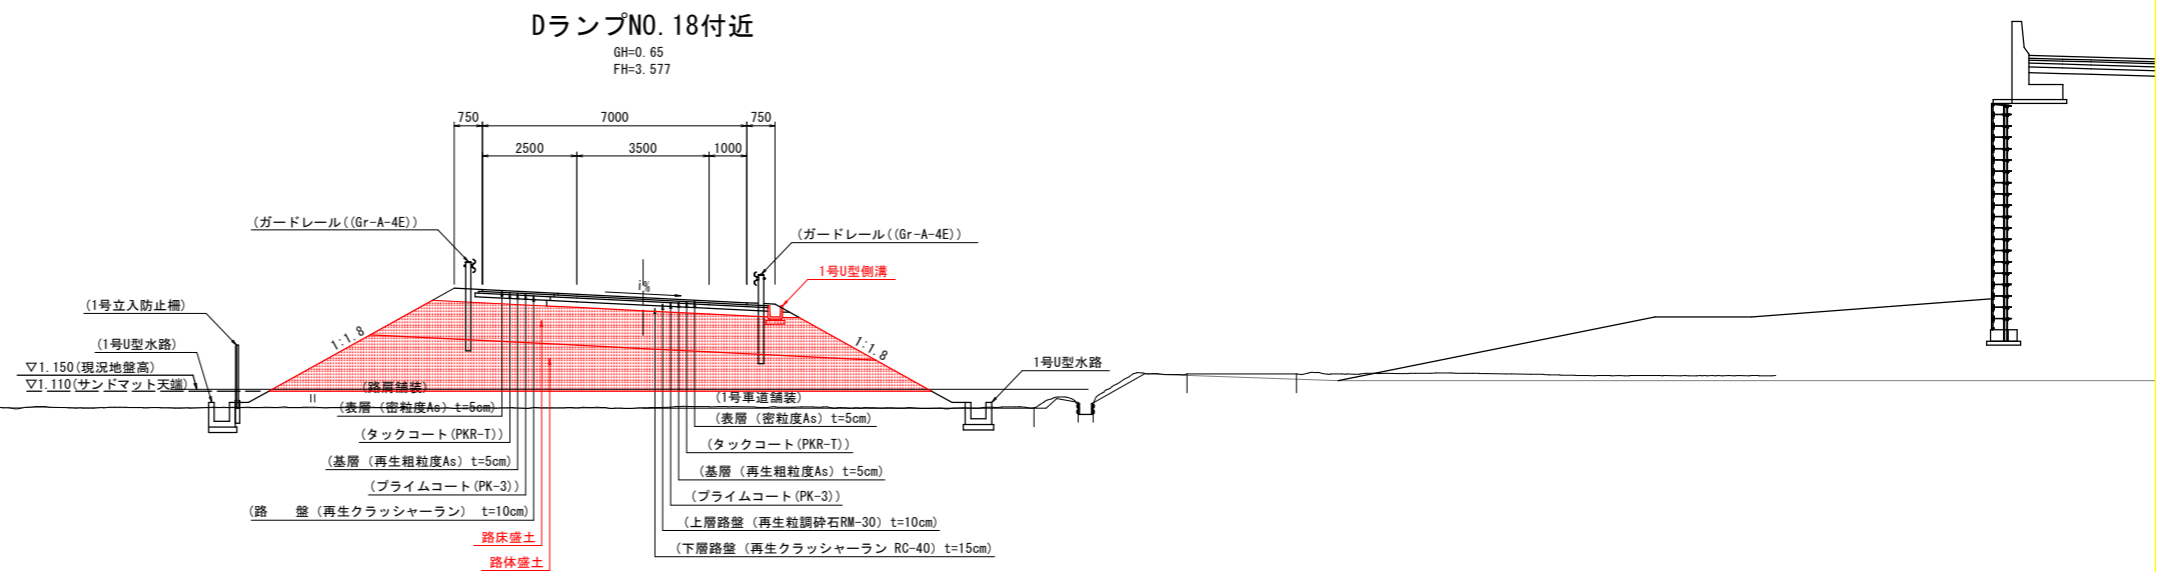 DランプNO.18付近
GH=0.65
FH=3.577
750 7000 750
2500 3500 1000
(ガードレール((Gr-A-4E))
(ガードレール((Gr-A-4E))
1号U型側溝
i%
(1号立入防止柵)
1:1.8
1:1.8
(1号U型水路)
1号U型水路
▽1.150(現況地盤高)
▽1.110(サンドマット天端)
(路肩舗装)
(表層（密粒度As）t=5cm)
(タックコート(PKR-T))
(基層（再生粗粒度As）t=5cm)
(プライムコート(PK-3))
(路　　盤（再生クラッシャーラン）　t=10cm)
路床盛土
路体盛土
(1号車道舗装)
(表層（密粒度As）t=5cm)
(タックコート(PKR-T))
(基層（再生粗粒度As）t=5cm)
(プライムコート(PK-3))
(上層路盤（再生粒調砕石RM-30）t=10cm)
(下層路盤（再生クラッシャーラン RC-40）t=15cm)